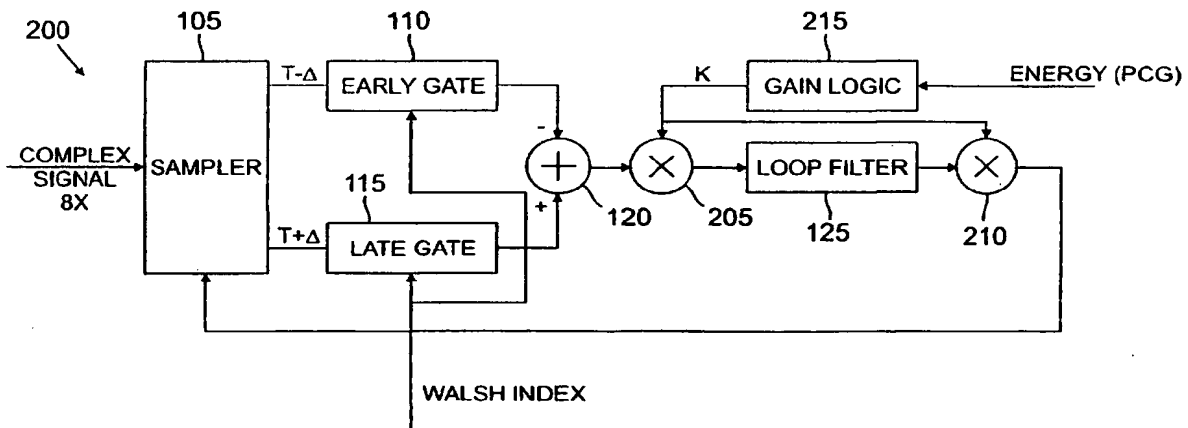 200
105
110
215
T-Δ
EARLY GATE
K
GAIN LOGIC
ENERGY (PCG)
-
COMPLEX
SIGNAL
8X
SAMPLER
+
×
LOOP FILTER
×
115
+
120
205
125
210
T+Δ
LATE GATE
WALSH INDEX